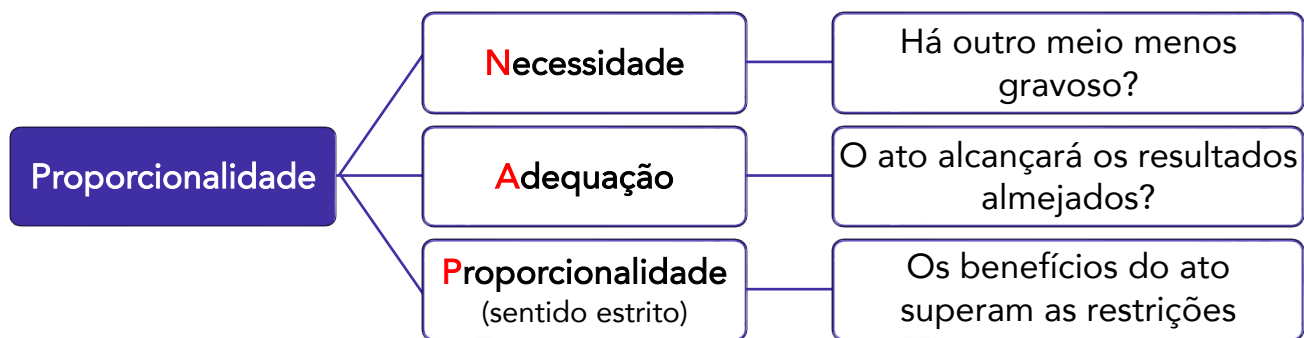 Proporcionalidade
Necessidade
Há outro meio menos
gravoso?
Adequação
O ato alcançará os resultados
almejados?
Proporcionalidade
(sentido estrito)
Os benefícios do ato
superam as restrições